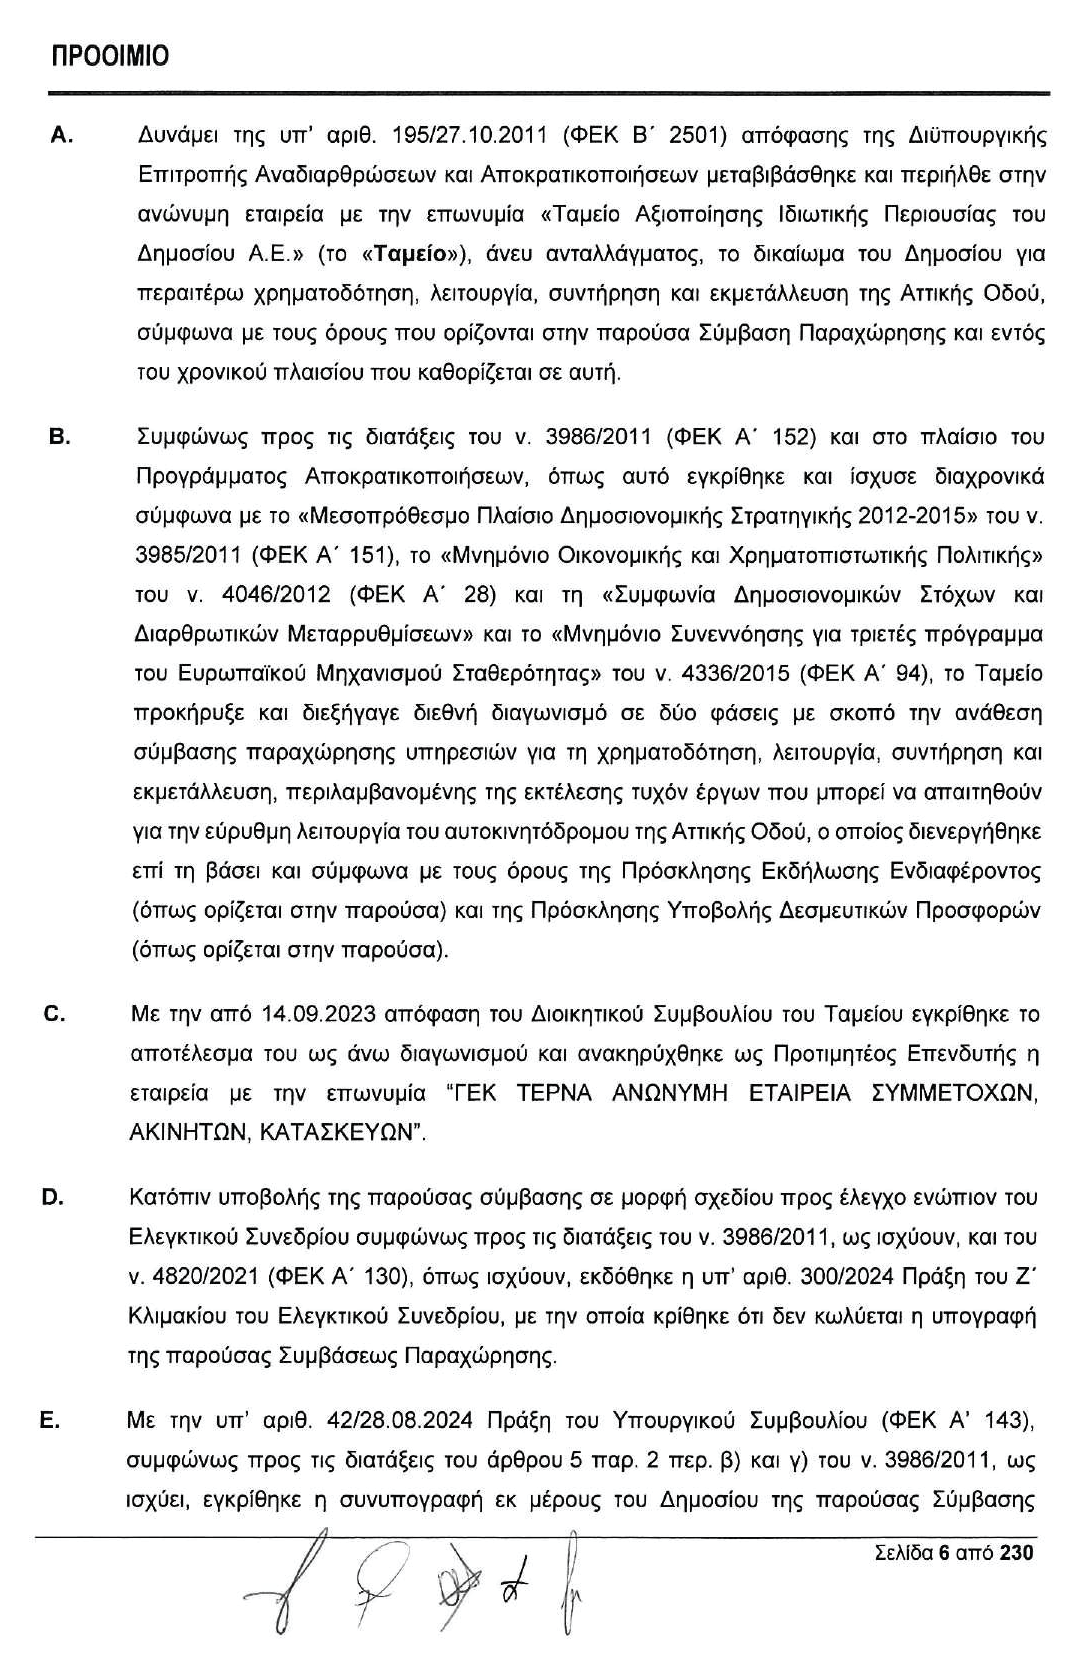 ΠΡΟΟΙΜΙΟ
A. Δυνάμει της υπ’ αριθ. 195/27.10.2011 (ΦΕΚ Β΄ 2501) απόφασης της Διϋπουργικής
Επιτροπής Αναδιαρθρώσεων και Αποκρατικοποιήσεων μεταβιβάσθηκε και περιήλθε στην
ανώνυμη εταιρεία με την επωνυμία «Ταμείο Αξιοποίησης Ιδιωτικής Περιουσίας του
Δημοσίου Α.Ε.» (το «Ταμείο»), άνευ ανταλλάγματος, το δικαίωμα του Δημοσίου για
περαιτέρω χρηματοδότηση, λειτουργία, συντήρηση και εκμετάλλευση της Αττικής Οδού,
σύμφωνα με τους όρους που ορίζονται στην παρούσα Σύμβαση Παραχώρησης και εντός
του χρονικού πλαισίου που καθορίζεται σε αυτή.
B. Συμφώνως προς τις διατάξεις του ν. 3986/2011 (ΦΕΚ Α΄ 152) και στο πλαίσιο του
Προγράμματος Αποκρατικοποιήσεων, όπως αυτό εγκρίθηκε και ίσχυσε διαχρονικά
σύμφωνα με το «Μεσοπρόθεσμο Πλαίσιο Δημοσιονομικής Στρατηγικής 2012-2015» του ν.
3985/2011 (ΦΕΚ Α΄ 151), το «Μνημόνιο Οικονομικής και Χρηματοπιστωτικής Πολιτικής»
του ν. 4046/2012 (ΦΕΚ Α΄ 28) και τη «Συμφωνία Δημοσιονομικών Στόχων και
Διαρθρωτικών Μεταρρυθμίσεων» και το «Μνημόνιο Συνεννόησης για τριετές πρόγραμμα
του Ευρωπαϊκού Μηχανισμού Σταθερότητας» του ν. 4336/2015 (ΦΕΚ Α΄ 94), το Ταμείο
προκήρυξε και διεξήγαγε διεθνή διαγωνισμό σε δύο φάσεις με σκοπό την ανάθεση
σύμβασης παραχώρησης υπηρεσιών για τη χρηματοδότηση, λειτουργία, συντήρηση και
εκμετάλλευση, περιλαμβανομένης της εκτέλεσης τυχόν έργων που μπορεί να απαιτηθούν
για την εύρυθμη λειτουργία του αυτοκινητόδρομου της Αττικής Οδού, ο οποίος διενεργήθηκε
επί τη βάσει και σύμφωνα με τους όρους της Πρόσκλησης Εκδήλωσης Ενδιαφέροντος
(όπως ορίζεται στην παρούσα) και της Πρόσκλησης Υποβολής Δεσμευτικών Προσφορών
(όπως ορίζεται στην παρούσα).
C. Με την από 14.09.2023 απόφαση του Διοικητικού Συμβουλίου του Ταμείου εγκρίθηκε το
αποτέλεσμα του ως άνω διαγωνισμού και ανακηρύχθηκε ως Προτιμητέος Επενδυτής η
εταιρεία με την επωνυμία “ΓΕΚ ΤΕΡΝΑ ΑΝΩΝΥΜΗ ΕΤΑΙΡΕΙΑ ΣΥΜΜΕΤΟΧΩΝ,
ΑΚΙΝΗΤΩΝ, ΚΑΤΑΣΚΕΥΩΝ”.
D. Κατόπιν υποβολής της παρούσας σύμβασης σε μορφή σχεδίου προς έλεγχο ενώπιον του
Ελεγκτικού Συνεδρίου συμφώνως προς τις διατάξεις του ν. 3986/2011, ως ισχύουν, και του
ν. 4820/2021 (ΦΕΚ Α΄ 130), όπως ισχύουν, εκδόθηκε η υπ’ αριθ. 300/2024 Πράξη του Ζ΄
Κλιμακίου του Ελεγκτικού Συνεδρίου, με την οποία κρίθηκε ότι δεν κωλύεται η υπογραφή
της παρούσας Συμβάσεως Παραχώρησης.
E. Με την υπ’ αριθ. 42/28.08.2024 Πράξη του Υπουργικού Συμβουλίου (ΦΕΚ Α’ 143),
συμφώνως προς τις διατάξεις του άρθρου 5 παρ. 2 περ. β) και γ) του ν. 3986/2011, ως
ισχύει, εγκρίθηκε η συνυπογραφή εκ μέρους του Δημοσίου της παρούσας Σύμβασης
Σελίδα 6 από 230